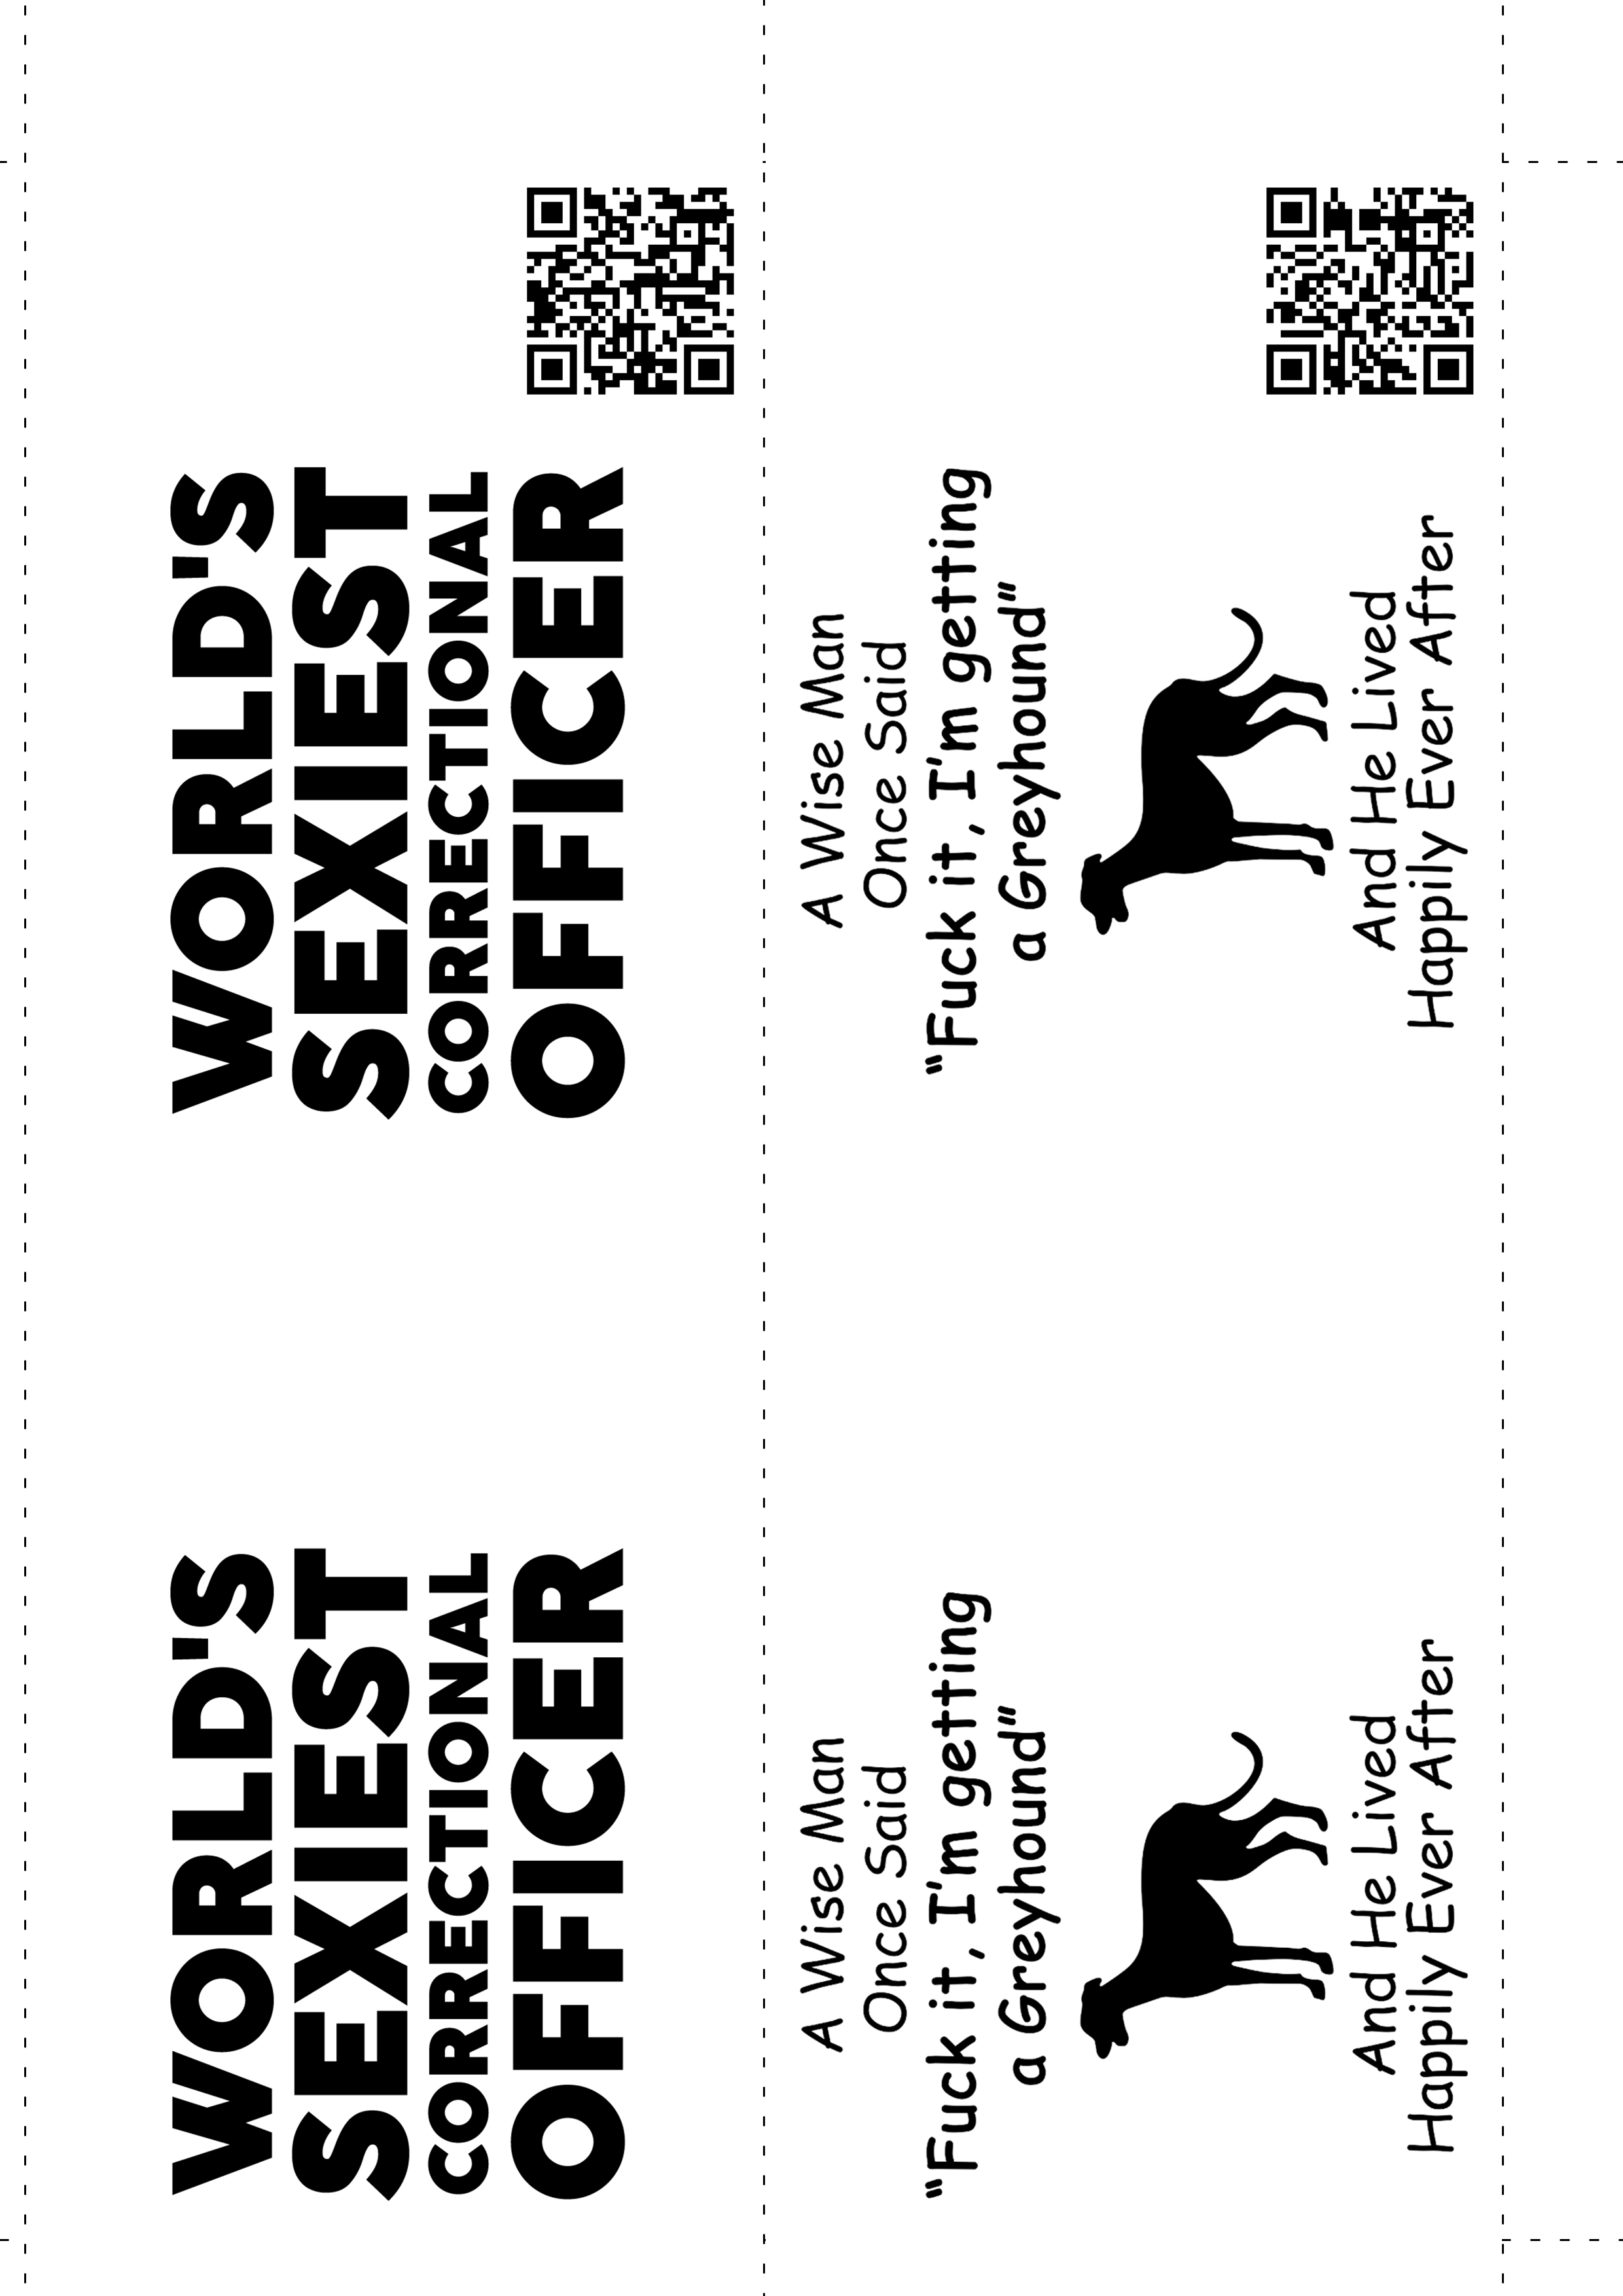 WORLD'S
SEXIEST
CORRECTIONAL
OFFICER
WORLD'S
SEXIEST
CORRECTIONAL
OFFICER
A Wise Man
Once Said
"Fuck it, I'm getting
a Greyhound"
And He Lived
Happily Ever After
A Wise Man
Once Said
"Fuck it, I'm getting
a Greyhound"
And He Lived
Happily Ever After